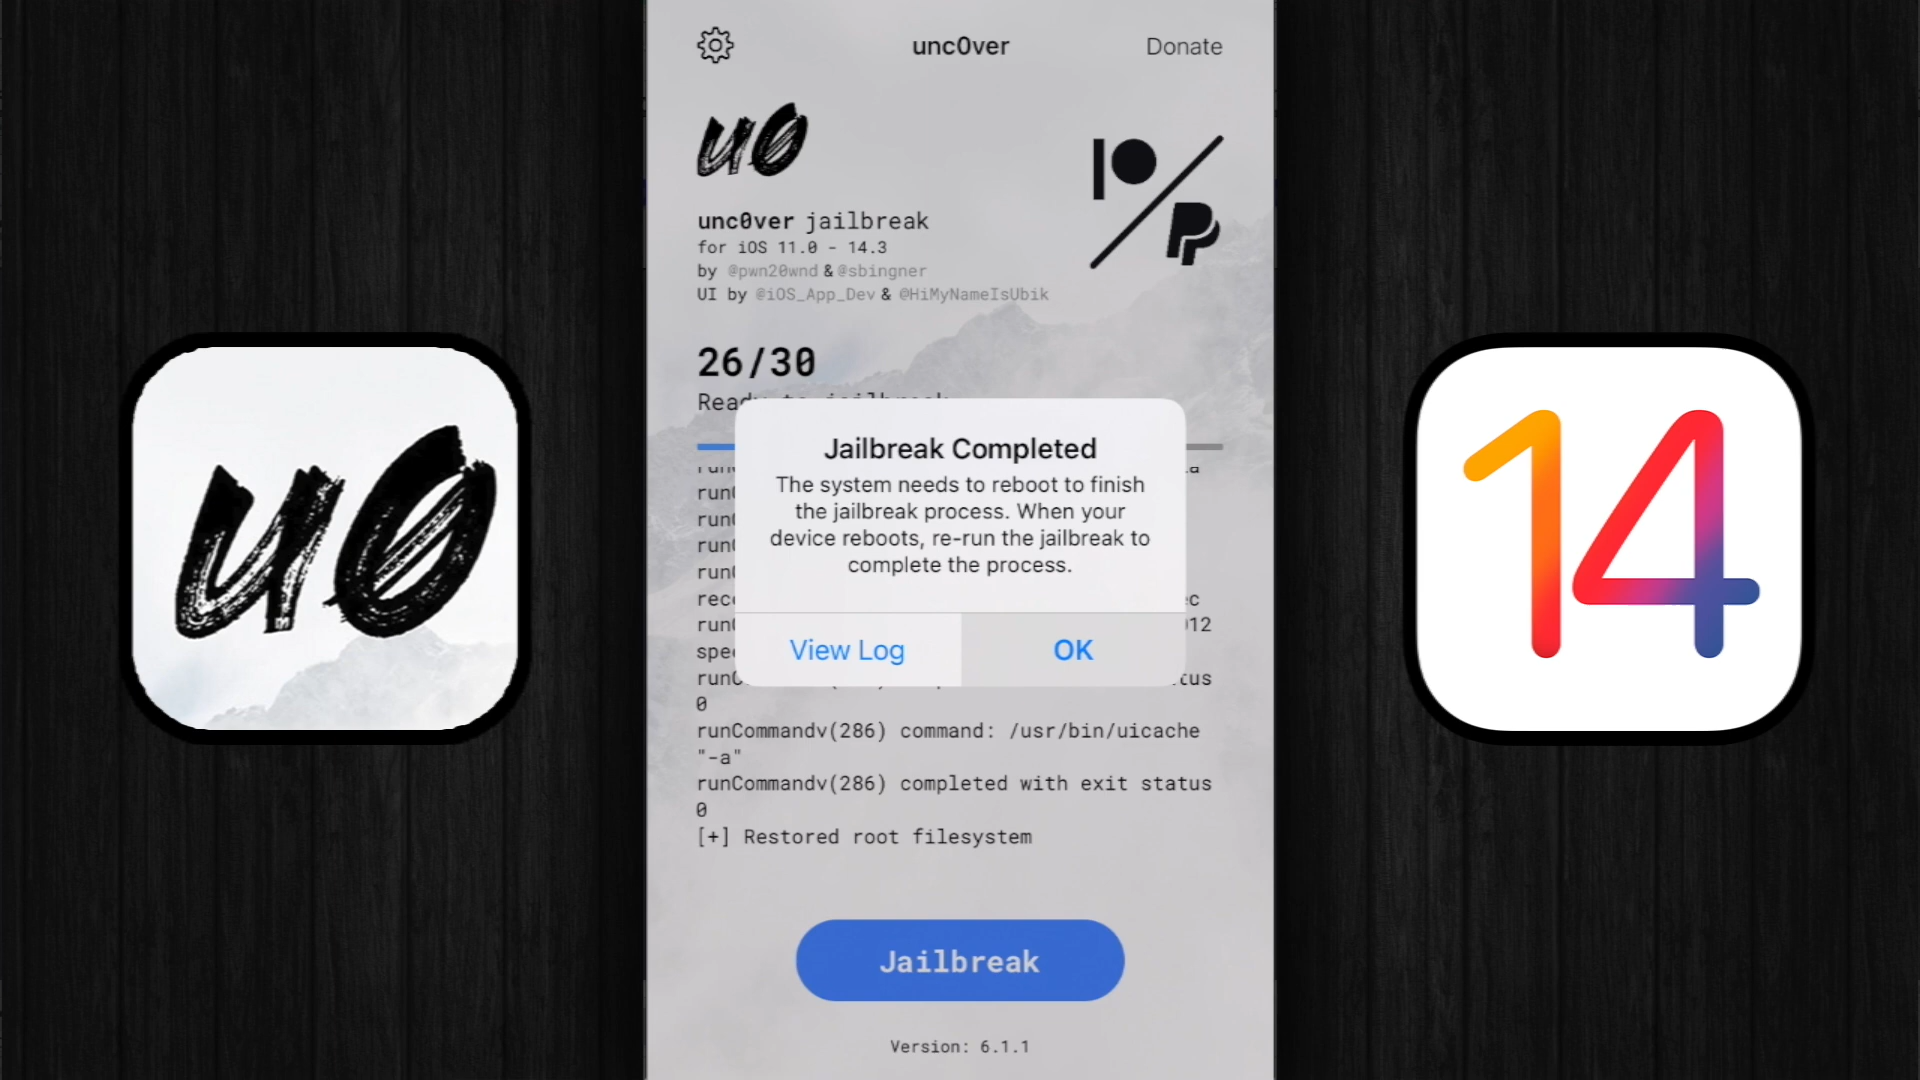 unc0ver
Donate
u0
unc0ver jailbreak
for iOS 11.0 - 14.3
by @pwn20wnd & @sbingner
UI by @iOS_App_Dev & @HiMyNameIsUbik
26/30
Ready to jailbreak
Jailbreak Completed
The system needs to reboot to finish
the jailbreak process. When your
device reboots, re-run the jailbreak to
complete the process.
View Log
OK
0
runCommandv(286) command: /usr/bin/uicache
"-a"
runCommandv(286) completed with exit status
0
[+] Restored root filesystem
Jailbreak
Version: 6.1.1
u0
14